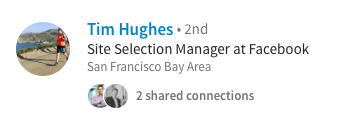 Tim Hughes • 2nd
Site Selection Manager at Facebook
San Francisco Bay Area
2 shared connections